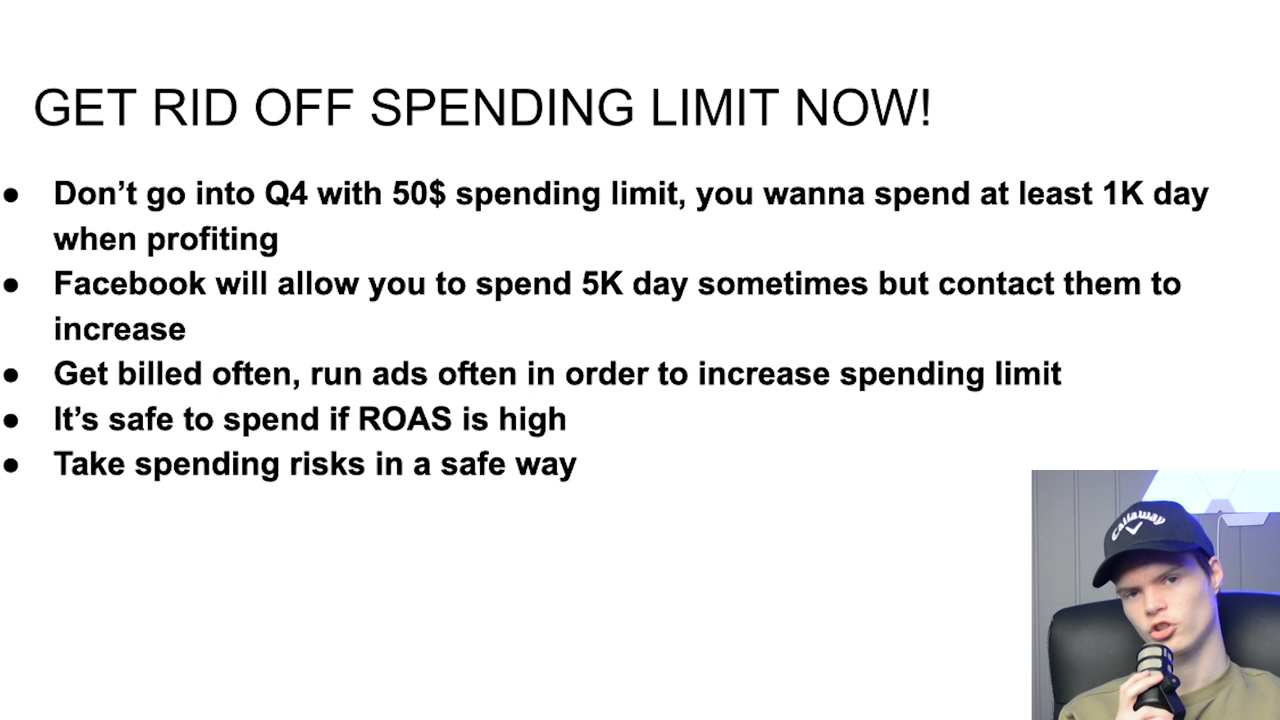 GET RID OFF SPENDING LIMIT NOW!
● Don’t go into Q4 with 50$ spending limit, you wanna spend at least 1K day
when profiting
● Facebook will allow you to spend 5K day sometimes but contact them to
increase
● Get billed often, run ads often in order to increase spending limit
● It’s safe to spend if ROAS is high
● Take spending risks in a safe way
Callaway